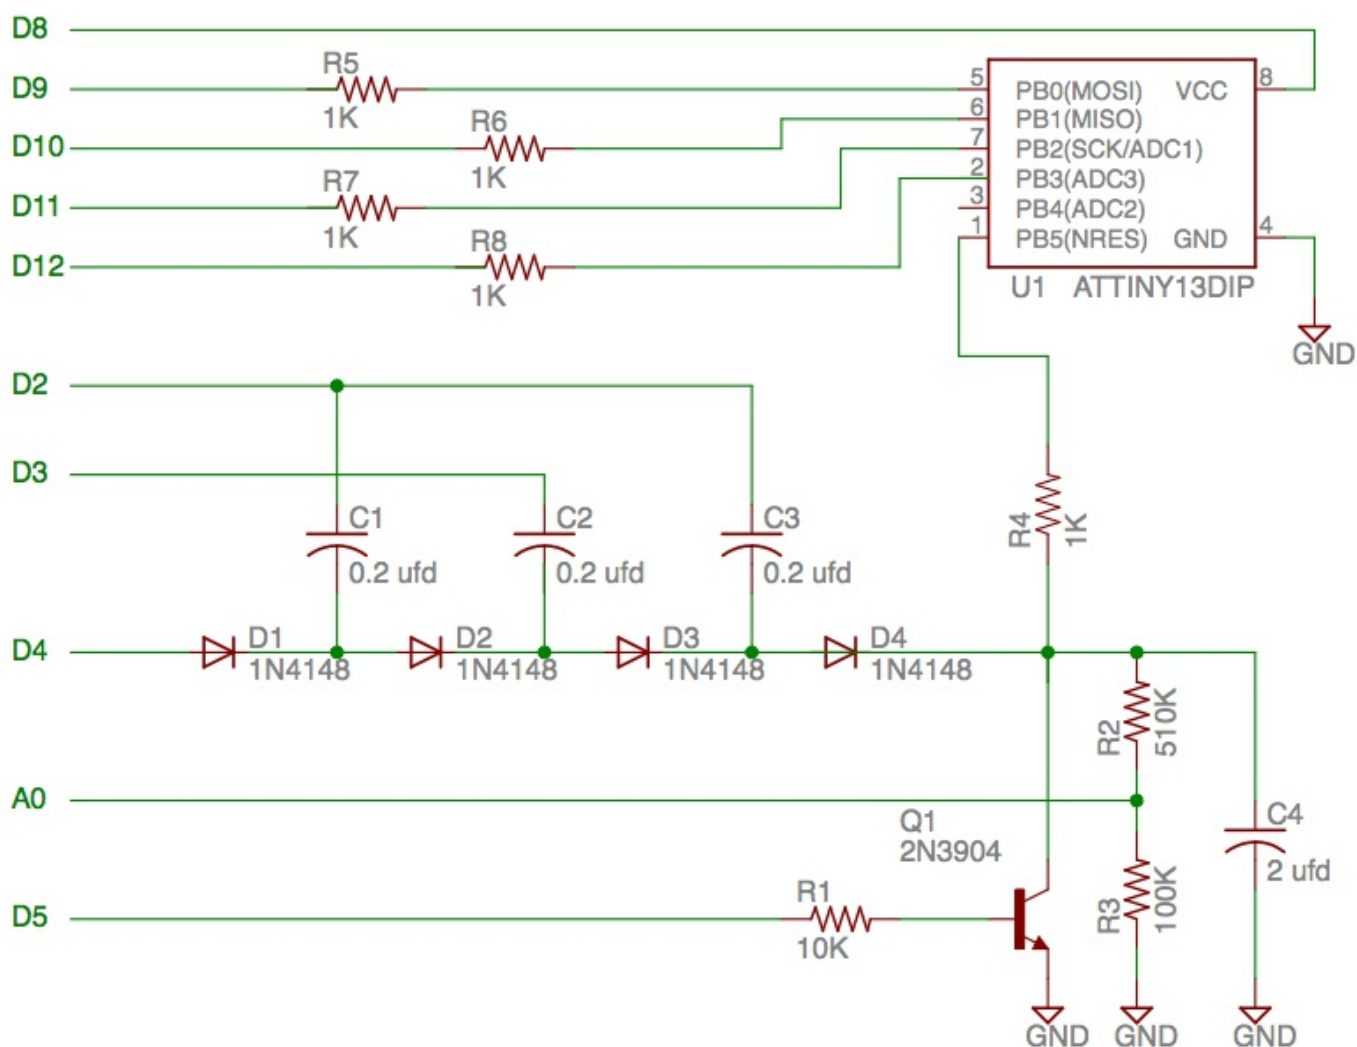 D8
R5
D9
1K
R6
D10
1K
R7
D11
1K
R8
D12
1K
5 PB0(MOSI) VCC 8
6 PB1(MISO)
7 PB2(SCK/ADC1)
2 PB3(ADC3)
3 PB4(ADC2)
1 PB5(NRES) GND 4
U1 ATTINY13DIP
GND
D2
D3
C1
0.2 ufd
C2
0.2 ufd
C3
0.2 ufd
R4
1K
D4
D1
1N4148
D2
1N4148
D3
1N4148
D4
1N4148
R2
510K
A0
Q1
2N3904
C4
2 ufd
R3
100K
D5
R1
10K
GND
GND
GND